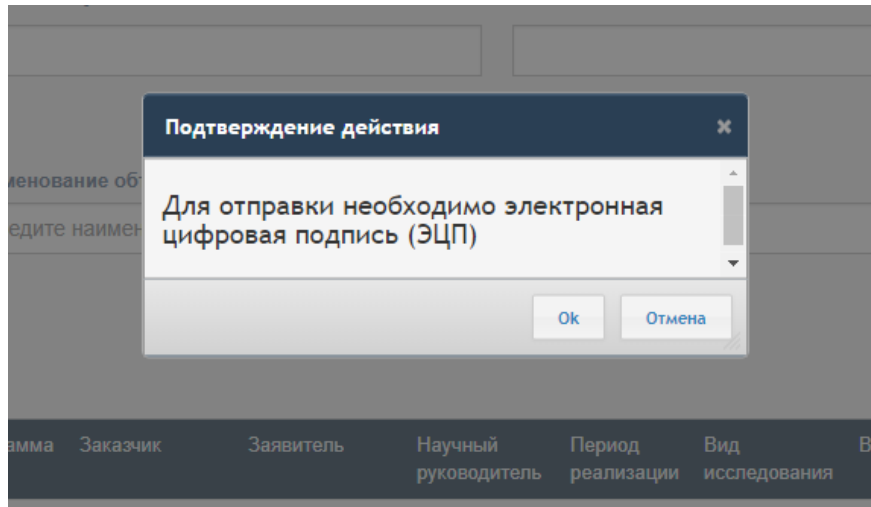 Подтверждение действия
Для отправки необходимо электронная
цифровая подпись (ЭЦП)
Ok Отмена
Заказчик Заявитель Научный руководитель Период реализации Вид исследования